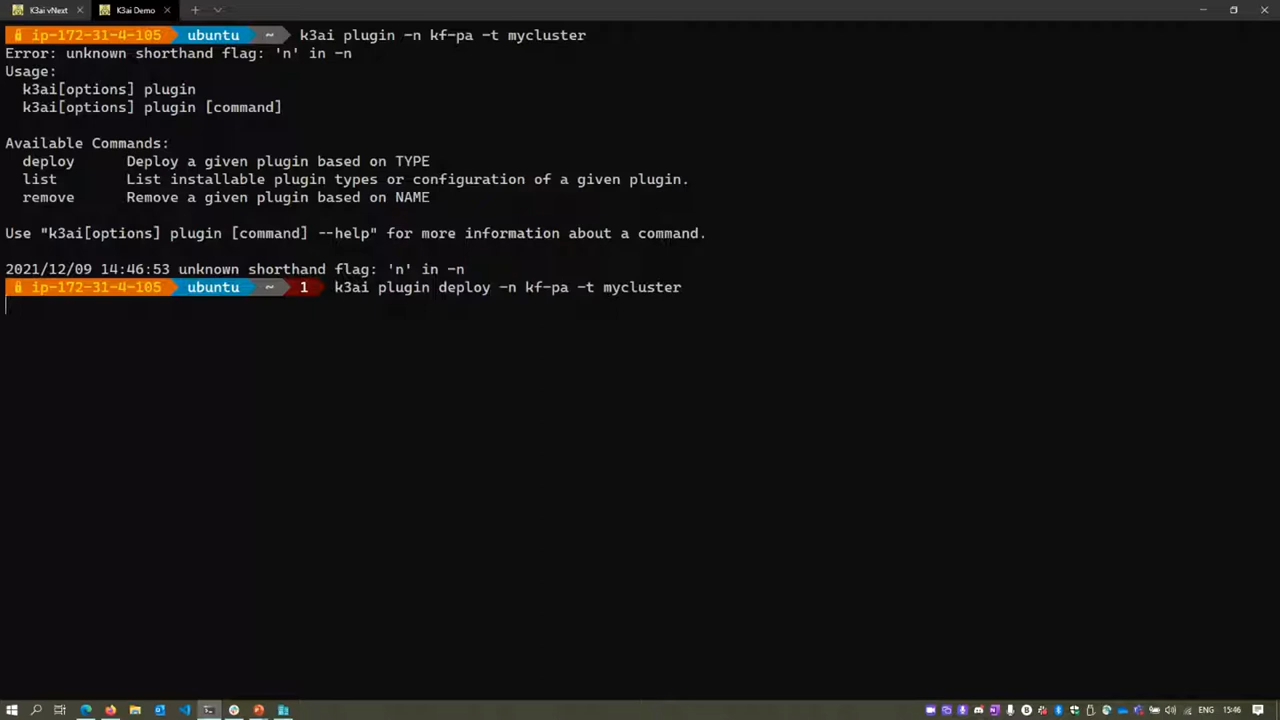 K3ai vNext
K3ai Demo
ip-172-31-4-105 ubuntu ~ k3ai plugin -n kf-pa -t mycluster
Error: unknown shorthand flag: 'n' in -n
Usage:
k3ai[options] plugin
k3ai[options] plugin [command]
Available Commands:
deploy Deploy a given plugin based on TYPE
list List installable plugin types or configuration of a given plugin.
remove Remove a given plugin based on NAME
Use "k3ai[options] plugin [command] --help" for more information about a command.
2021/12/09 14:46:53 unknown shorthand flag: 'n' in -n
ip-172-31-4-105 ubuntu ~ 1 k3ai plugin deploy -n kf-pa -t mycluster
ENG 15:46